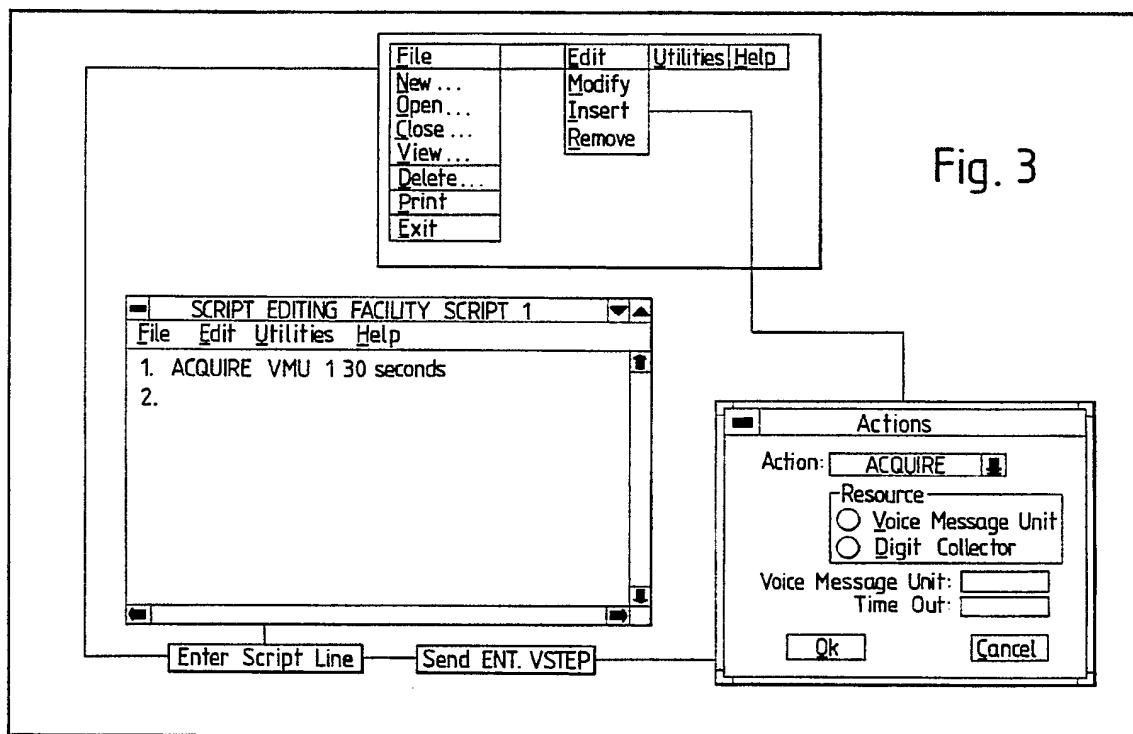 File Edit Utilities Help
New ... Modify
Open ... Insert
Close ... Remove
View ...
Delete ...
Print
Exit
Fig. 3
SCRIPT EDITING FACILITY SCRIPT 1
File Edit Utilities Help
1. ACQUIRE VMU 1 30 seconds
2.
Actions
Action: ACQUIRE
Resource
Voice Message Unit
Digit Collector
Voice Message Unit:
Time Out:
Ok Cancel
Enter Script Line Send ENT. VSTEP